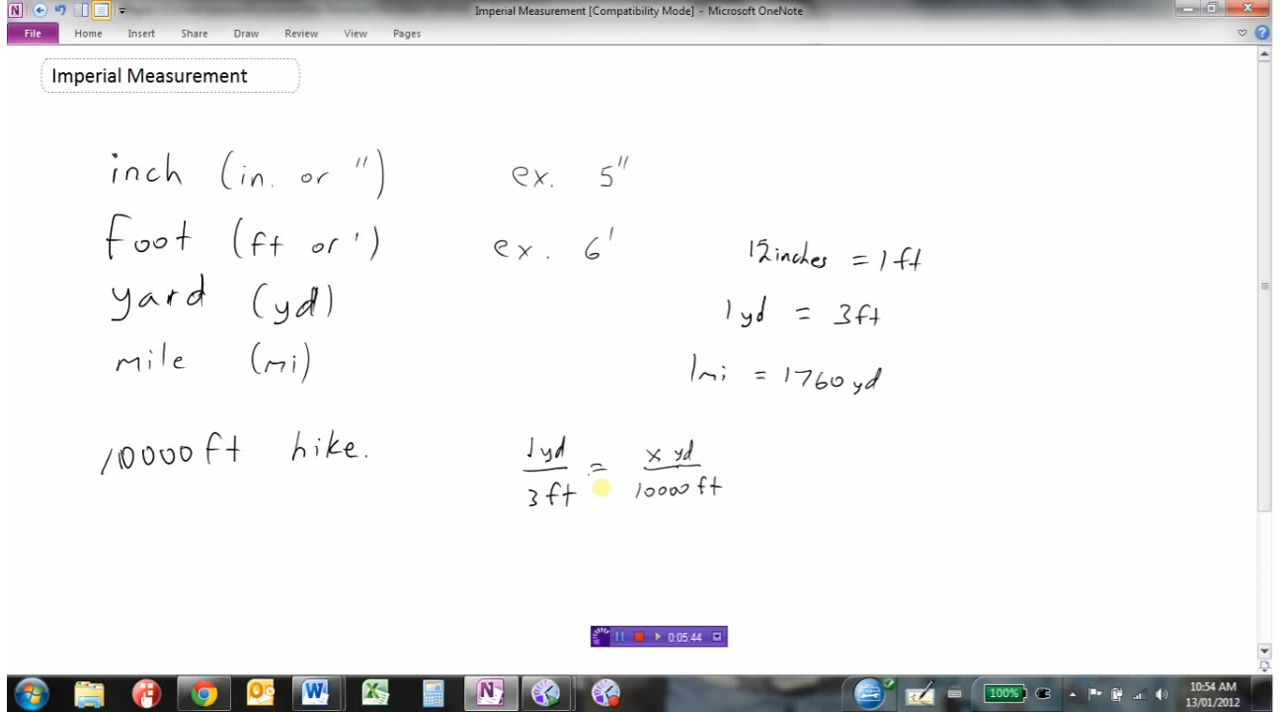 Imperial Measurement [Compatibility Mode] - Microsoft OneNote
File Home Insert Share Draw Review View Pages
Imperial Measurement
inch (in. or ") ex. 5"
foot (ft or ') ex. 6'
12 inches = 1 ft
yard (yd)
1 yd = 3 ft
mile (mi)
1 mi = 1760 yd
10000 ft hike.
1 yd / 3 ft = x yd / 10000 ft
0:05:44
100%
10:54 AM
13/01/2012